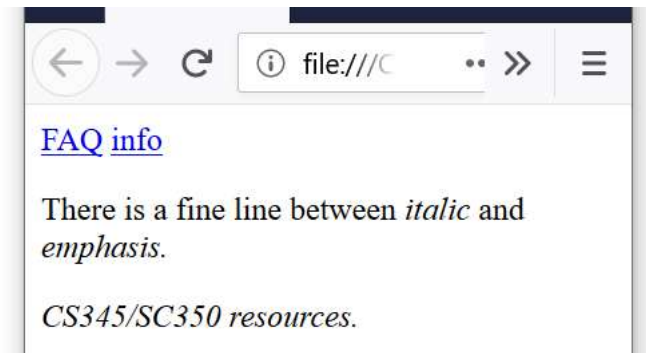 file:///C
FAQ info
There is a fine line between italic and
emphasis.
CS345/SC350 resources.